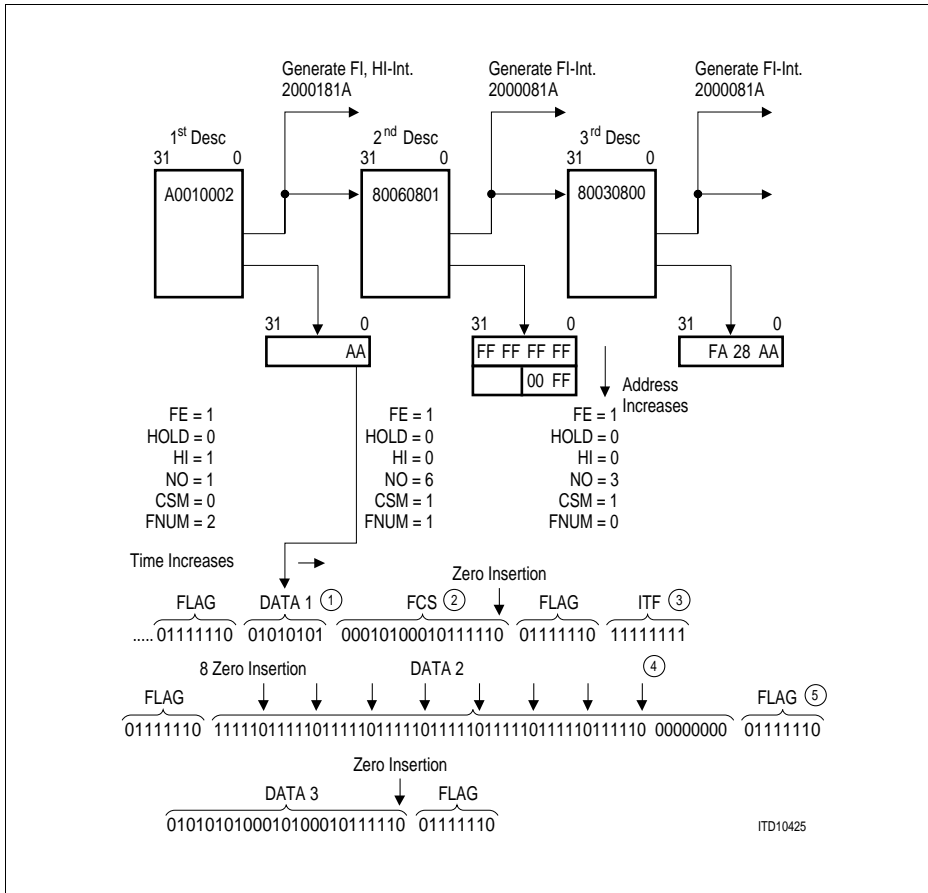 Generate FI, HI-Int.
2000181A
Generate FI-Int.
2000081A
Generate FI-Int.
2000081A
1st Desc
31 0
2nd Desc
31 0
3rd Desc
31 0
A0010002
80060801
80030800
31 0
AA
31 0
FF FF FF FF
00 FF
31 0
FA 28 AA
Address
Increases
FE = 1
HOLD = 0
HI = 1
NO = 1
CSM = 0
FNUM = 2
FE = 1
HOLD = 0
HI = 0
NO = 6
CSM = 1
FNUM = 1
FE = 1
HOLD = 0
HI = 0
NO = 3
CSM = 1
FNUM = 0
Time Increases
Zero Insertion
FLAG DATA 1 1 FCS 2 FLAG ITF 3
..... 01111110 01010101 00010100010111110 01111110 11111111
8 Zero Insertion DATA 2 4
FLAG FLAG 5
01111110 111110111110111110111110111110111110111110111110 00000000 01111110
Zero Insertion
DATA 3 FLAG
0101010100010100010111110 01111110
ITD10425